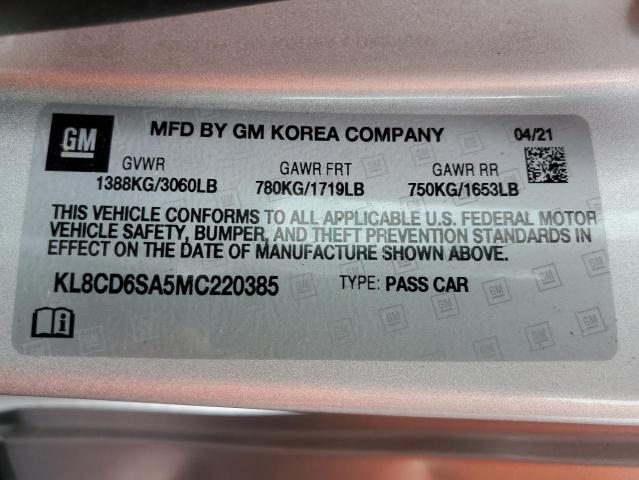 GM MFD BY GM KOREA COMPANY 04/21
GVWR GAWR FRT GAWR RR
1388KG/3060LB 780KG/1719LB 750KG/1653LB
THIS VEHICLE CONFORMS TO ALL APPLICABLE U.S. FEDERAL MOTOR
VEHICLE SAFETY, BUMPER, AND THEFT PREVENTION STANDARDS IN
EFFECT ON THE DATE OF MANUFACTURE SHOWN ABOVE.
KL8CD6SA5MC220385 TYPE: PASS CAR